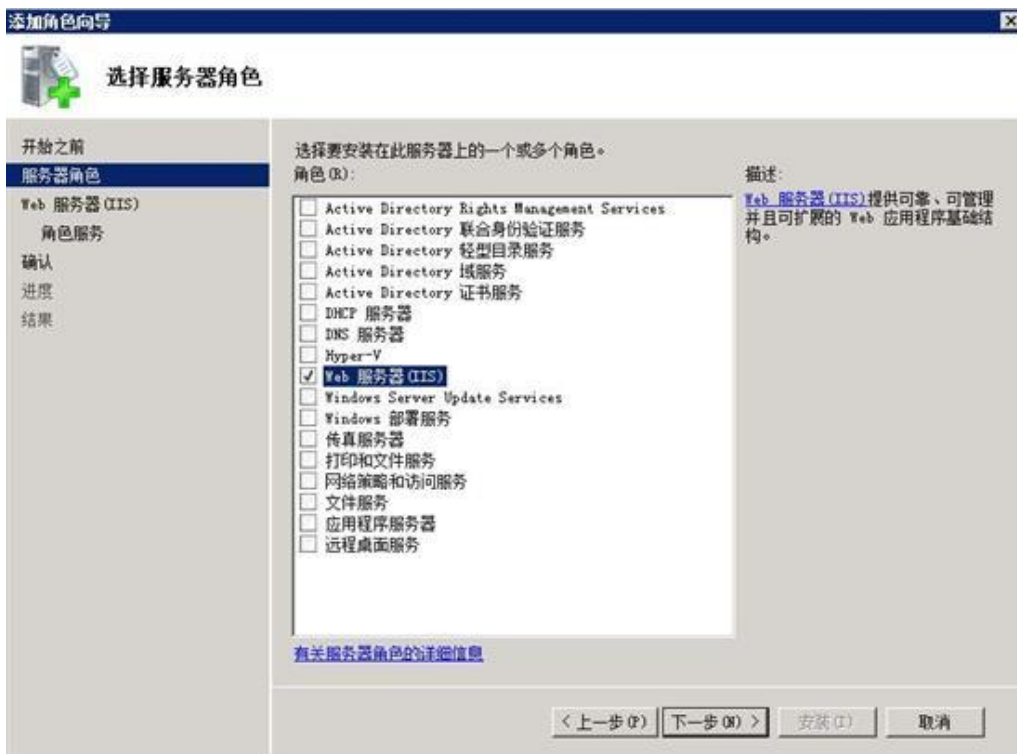 添加角色向导
选择服务器角色
开始之前
服务器角色
Web 服务器(IIS)
角色服务
确认
进度
结果
选择要安装在此服务器上的一个或多个角色。
角色(R):
Active Directory Rights Management Services
Active Directory 联合身份验证服务
Active Directory 轻型目录服务
Active Directory 域服务
Active Directory 证书服务
DHCP 服务器
DNS 服务器
Hyper-V
Web 服务器(IIS)
Windows Server Update Services
Windows 部署服务
传真服务器
打印和文件服务
网络策略和访问服务
文件服务
应用程序服务器
远程桌面服务
有关服务器角色的详细信息
描述:
Web 服务器(IIS)提供可靠、可管理
并且可扩展的 Web 应用程序基础结
构。
< 上一步(P)
下一步(N) >
安装(I)
取消